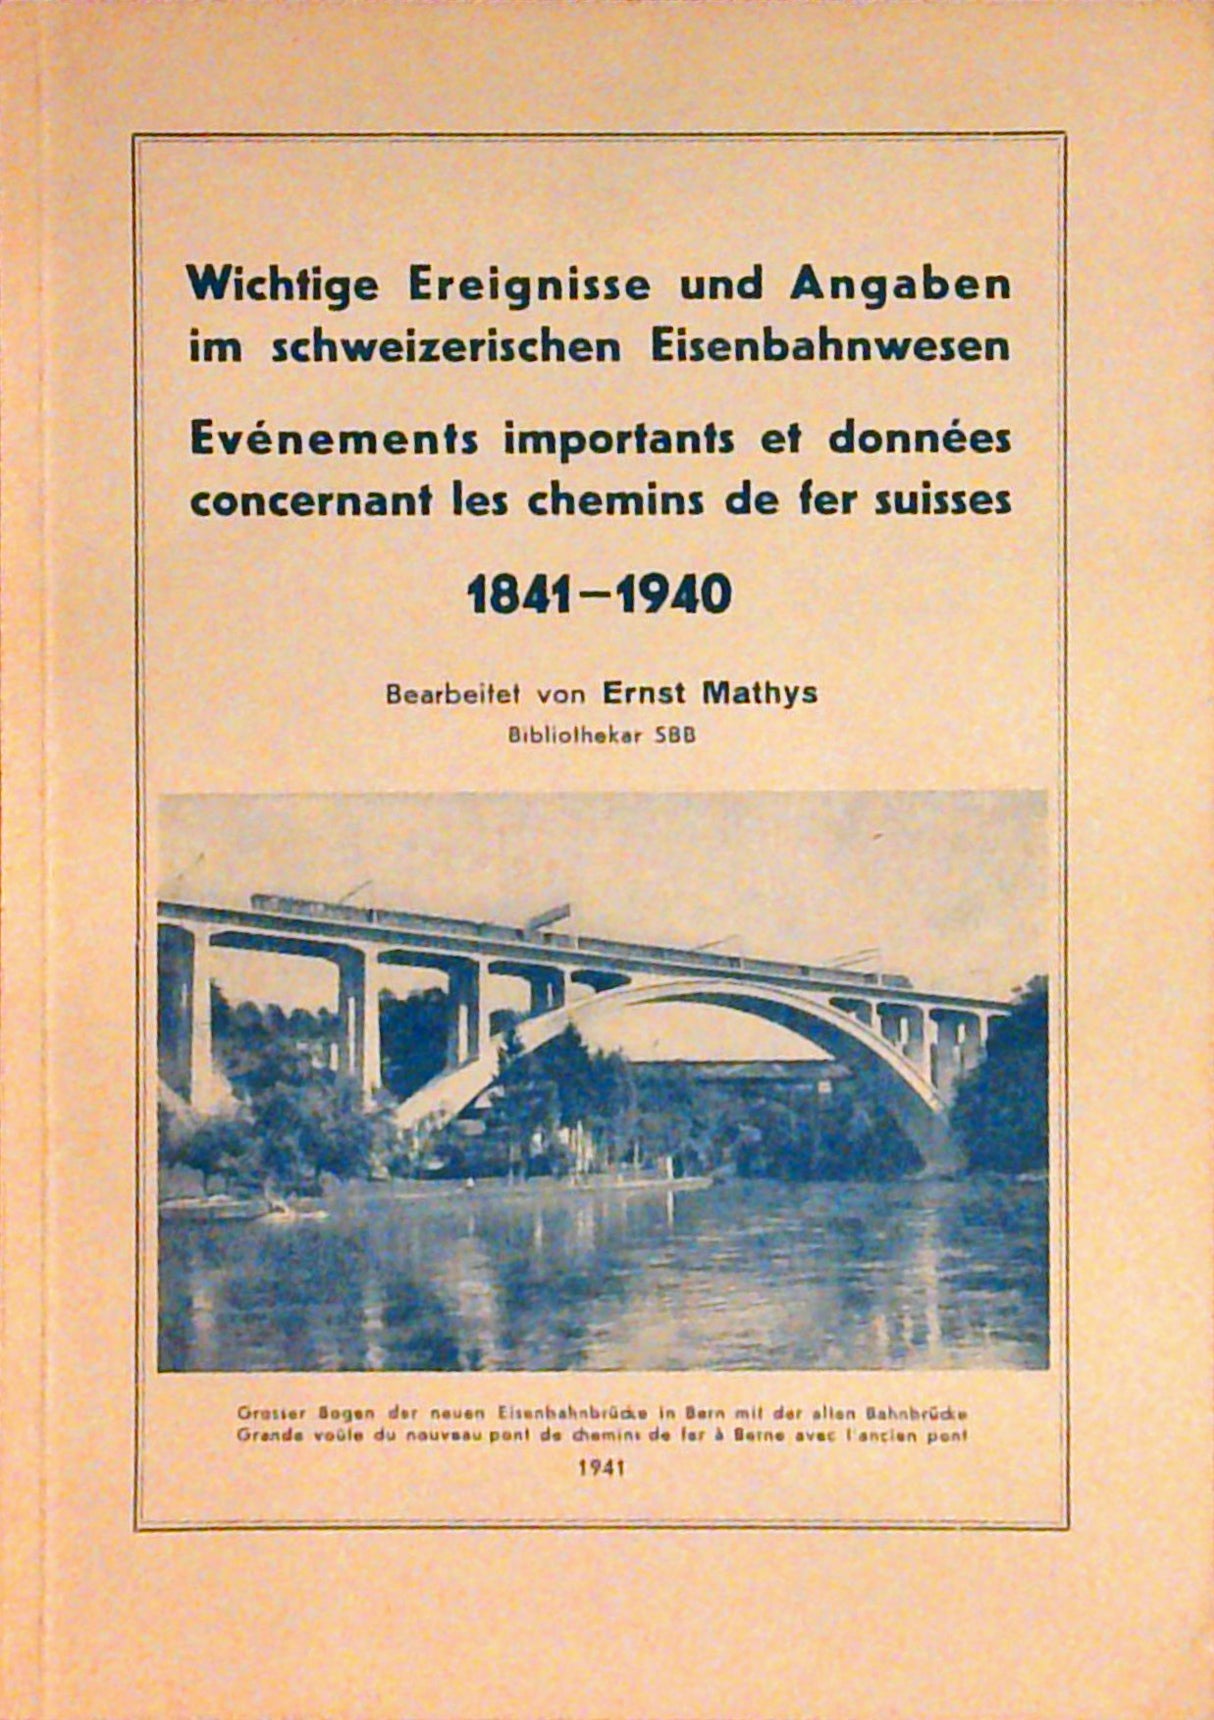 Wichtige Ereignisse und Angaben
im schweizerischen Eisenbahnwesen
Evénements importants et données
concernant les chemins de fer suisses
1841–1940
Bearbeitet von Ernst Mathys
Bibliothekar SBB
Grosser Bogen der neuen Eisenbahnbrücke in Bern mit der alten Bahnbrücke
Grande voûte du nouveau pont de chemins de fer à Berne avec l'ancien pont
1941